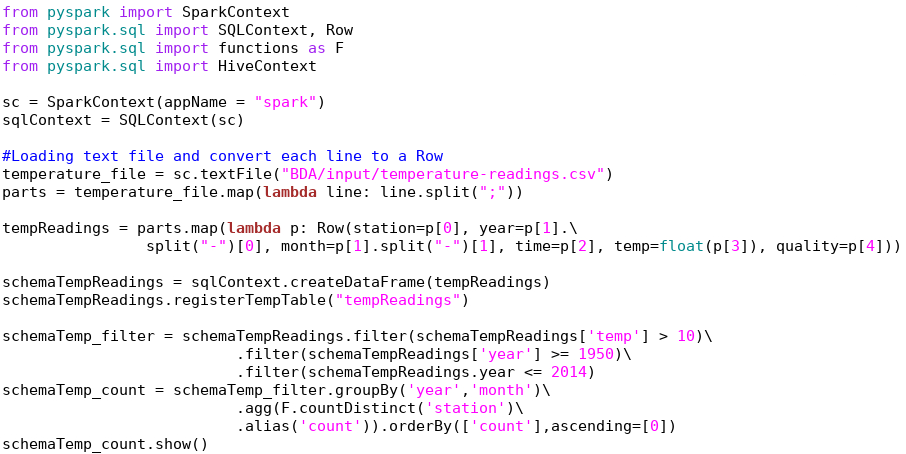 from pyspark import SparkContext
from pyspark.sql import SQLContext, Row
from pyspark.sql import functions as F
from pyspark.sql import HiveContext

sc = SparkContext(appName = "spark")
sqlContext = SQLContext(sc)

#Loading text file and convert each line to a Row
temperature_file = sc.textFile("BDA/input/temperature-readings.csv")
parts = temperature_file.map(lambda line: line.split(";"))

tempReadings = parts.map(lambda p: Row(station=p[0], year=p[1].\
                split("-")[0], month=p[1].split("-")[1], time=p[2], temp=float(p[3]), quality=p[4]))

schemaTempReadings = sqlContext.createDataFrame(tempReadings)
schemaTempReadings.registerTempTable("tempReadings")

schemaTemp_filter = schemaTempReadings.filter(schemaTempReadings['temp'] > 10)\
                          .filter(schemaTempReadings['year'] >= 1950)\
                          .filter(schemaTempReadings.year <= 2014)
schemaTemp_count = schemaTemp_filter.groupBy('year','month')\
                          .agg(F.countDistinct('station')\
                          .alias('count')).orderBy(['count'],ascending=[0])
schemaTemp_count.show()